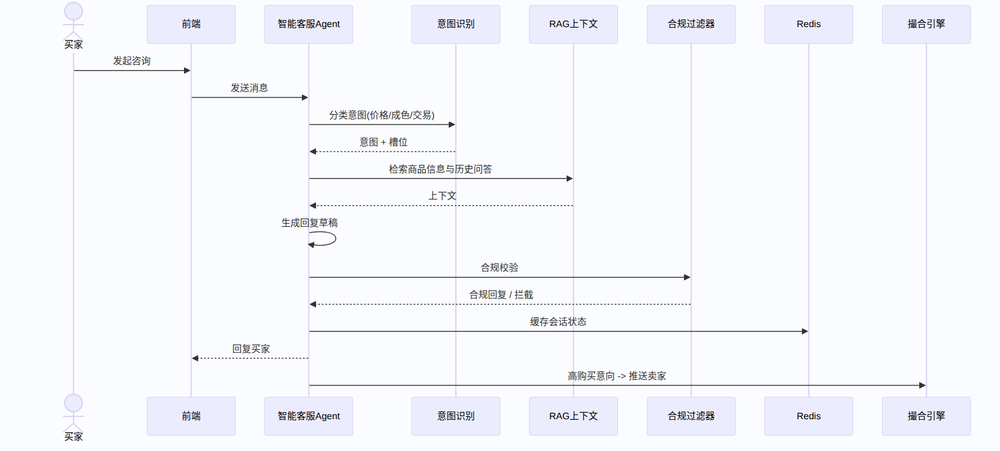 买家
前端
智能客服Agent
意图识别
RAG上下文
合规过滤器
Redis
撮合引擎
发起咨询
发送消息
分类意图(价格/成色/交易)
意图 + 槽位
检索商品信息与历史问答
上下文
生成回复草稿
合规校验
合规回复 / 拦截
缓存会话状态
回复买家
高购买意向 -> 推送卖家
买家
前端
智能客服Agent
意图识别
RAG上下文
合规过滤器
Redis
撮合引擎